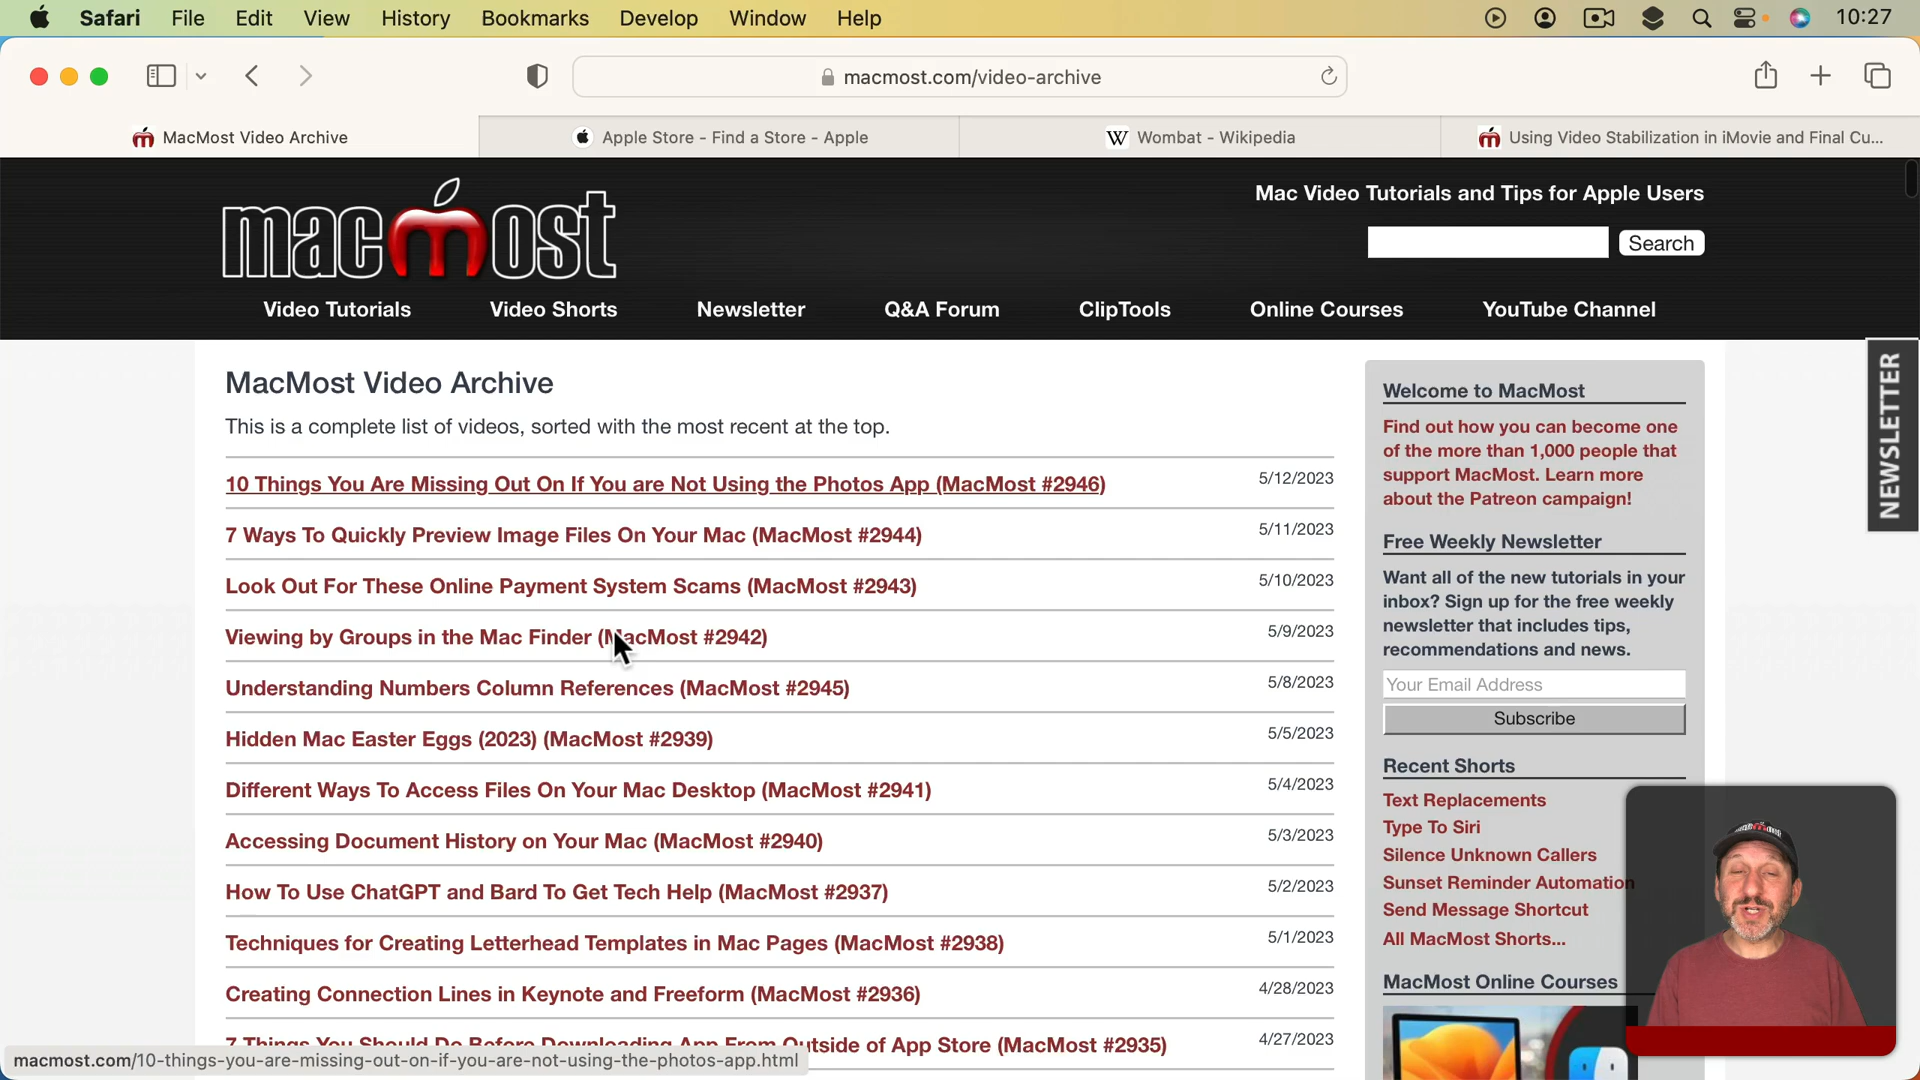 Safari File Edit View History Bookmarks Develop Window Help 10:27
macmost.com/video-archive
MacMost Video Archive
Apple Store - Find a Store - Apple
W Wombat - Wikipedia
Using Video Stabilization in iMovie and Final Cu...
macmost
Mac Video Tutorials and Tips for Apple Users
Search
Video Tutorials Video Shorts Newsletter Q&A Forum ClipTools Online Courses YouTube Channel
MacMost Video Archive
This is a complete list of videos, sorted with the most recent at the top.
10 Things You Are Missing Out On If You are Not Using the Photos App (MacMost #2946) 5/12/2023
7 Ways To Quickly Preview Image Files On Your Mac (MacMost #2944) 5/11/2023
Look Out For These Online Payment System Scams (MacMost #2943) 5/10/2023
Viewing by Groups in the Mac Finder (MacMost #2942) 5/9/2023
Understanding Numbers Column References (MacMost #2945) 5/8/2023
Hidden Mac Easter Eggs (2023) (MacMost #2939) 5/5/2023
Different Ways To Access Files On Your Mac Desktop (MacMost #2941) 5/4/2023
Accessing Document History on Your Mac (MacMost #2940) 5/3/2023
How To Use ChatGPT and Bard To Get Tech Help (MacMost #2937) 5/2/2023
Techniques for Creating Letterhead Templates in Mac Pages (MacMost #2938) 5/1/2023
Creating Connection Lines in Keynote and Freeform (MacMost #2936) 4/28/2023
7 Things You Should Do Before Downloading App From Outside of App Store (MacMost #2935) 4/27/2023
macmost.com/10-things-you-are-missing-out-on-if-you-are-not-using-the-photos-app.html
Welcome to MacMost
Find out how you can become one
of the more than 1,000 people that
support MacMost. Learn more
about the Patreon campaign!
Free Weekly Newsletter
Want all of the new tutorials in your
inbox? Sign up for the free weekly
newsletter that includes tips,
recommendations and news.
Your Email Address
Subscribe
Recent Shorts
Text Replacements
Type To Siri
Silence Unknown Callers
Sunset Reminder Automation
Send Message Shortcut
All MacMost Shorts...
MacMost Online Courses
NEWSLETTER